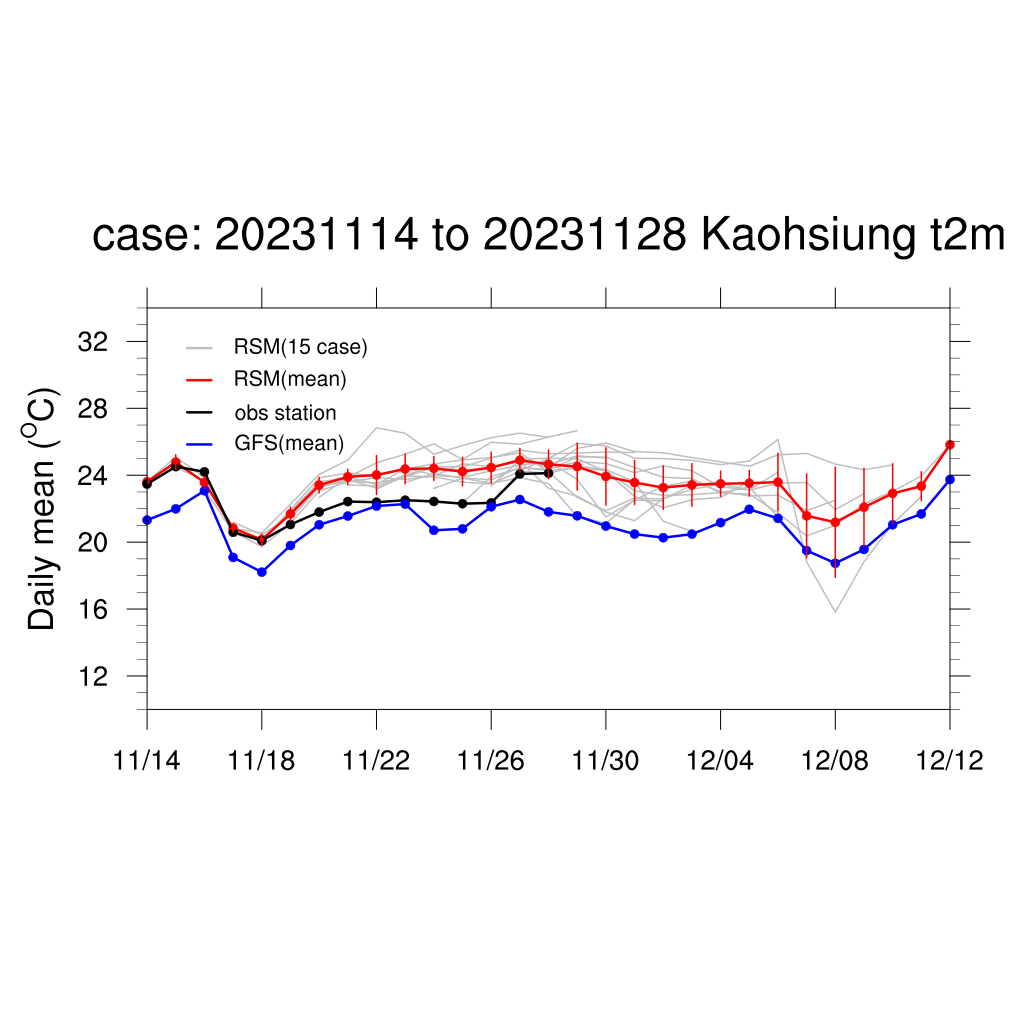 case: 20231114 to 20231128 Kaohsiung t2m
Daily mean (°C)
32
28
24
20
16
12
RSM(15 case)
RSM(mean)
obs station
GFS(mean)
11/14 11/18 11/22 11/26 11/30 12/04 12/08 12/12